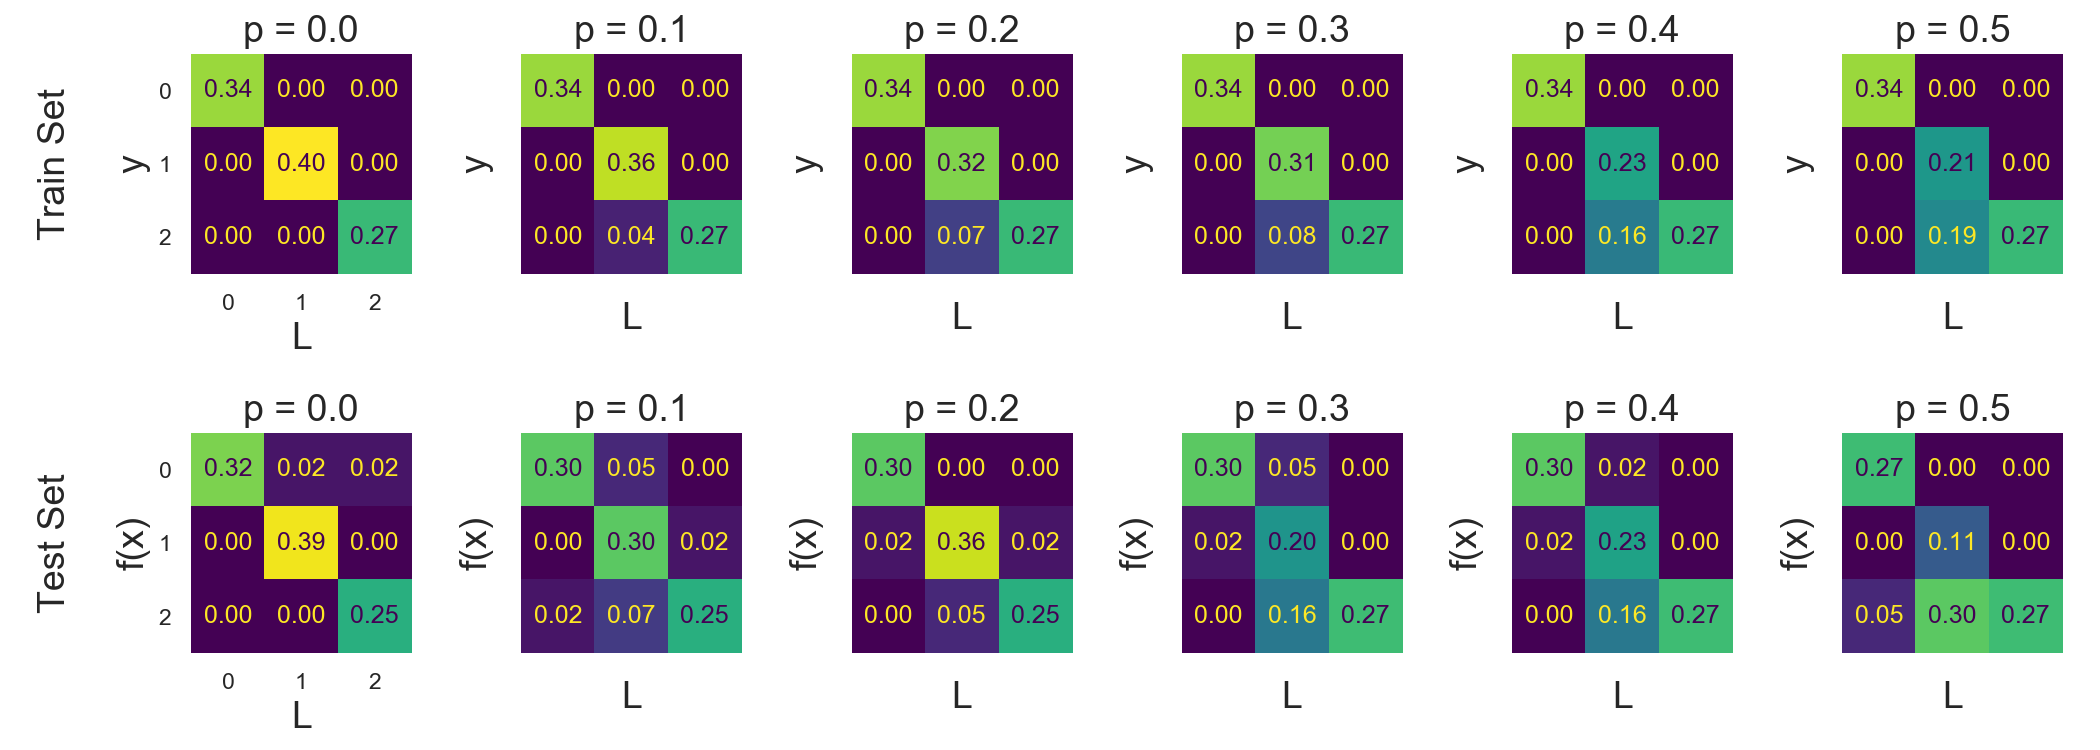 p = 0.0 p = 0.1 p = 0.2 p = 0.3 p = 0.4 p = 0.5
Train Set
y y y y y y
0 0.34 0.00 0.00 0.34 0.00 0.00 0.34 0.00 0.00 0.34 0.00 0.00 0.34 0.00 0.00 0.34 0.00 0.00
1 0.00 0.40 0.00 0.00 0.36 0.00 0.00 0.32 0.00 0.00 0.31 0.00 0.00 0.23 0.00 0.00 0.21 0.00
2 0.00 0.00 0.27 0.00 0.04 0.27 0.00 0.07 0.27 0.00 0.08 0.27 0.00 0.16 0.27 0.00 0.19 0.27
0 1 2
L L L L L L
p = 0.0 p = 0.1 p = 0.2 p = 0.3 p = 0.4 p = 0.5
Test Set
f(x) f(x) f(x) f(x) f(x) f(x)
0 0.32 0.02 0.02 0.30 0.05 0.00 0.30 0.00 0.00 0.30 0.05 0.00 0.30 0.02 0.00 0.27 0.00 0.00
1 0.00 0.39 0.00 0.00 0.30 0.02 0.02 0.36 0.02 0.02 0.20 0.00 0.02 0.23 0.00 0.00 0.11 0.00
2 0.00 0.00 0.25 0.02 0.07 0.25 0.00 0.05 0.25 0.00 0.16 0.27 0.00 0.16 0.27 0.05 0.30 0.27
0 1 2
L L L L L L